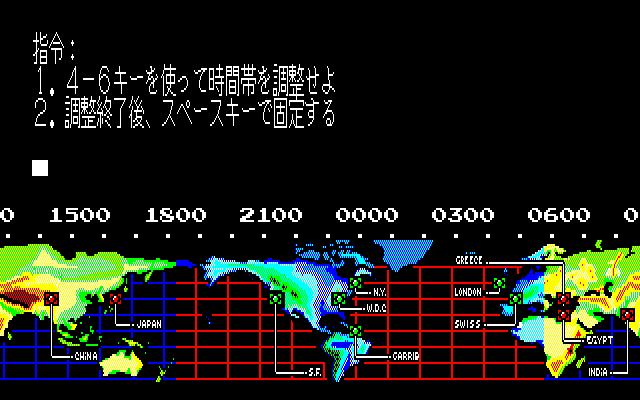 指令:
1. 4-6キーを使って時間帯を調整せよ
2. 調整終了後、スペースキーで固定する
0 1500 1800 2100 0000 0300 0600 0
GREECE
N.Y.
LONDON
W.D.C
JAPAN
SWISS
EGYPT
CHINA
CARRIB
S.F.
INDIA